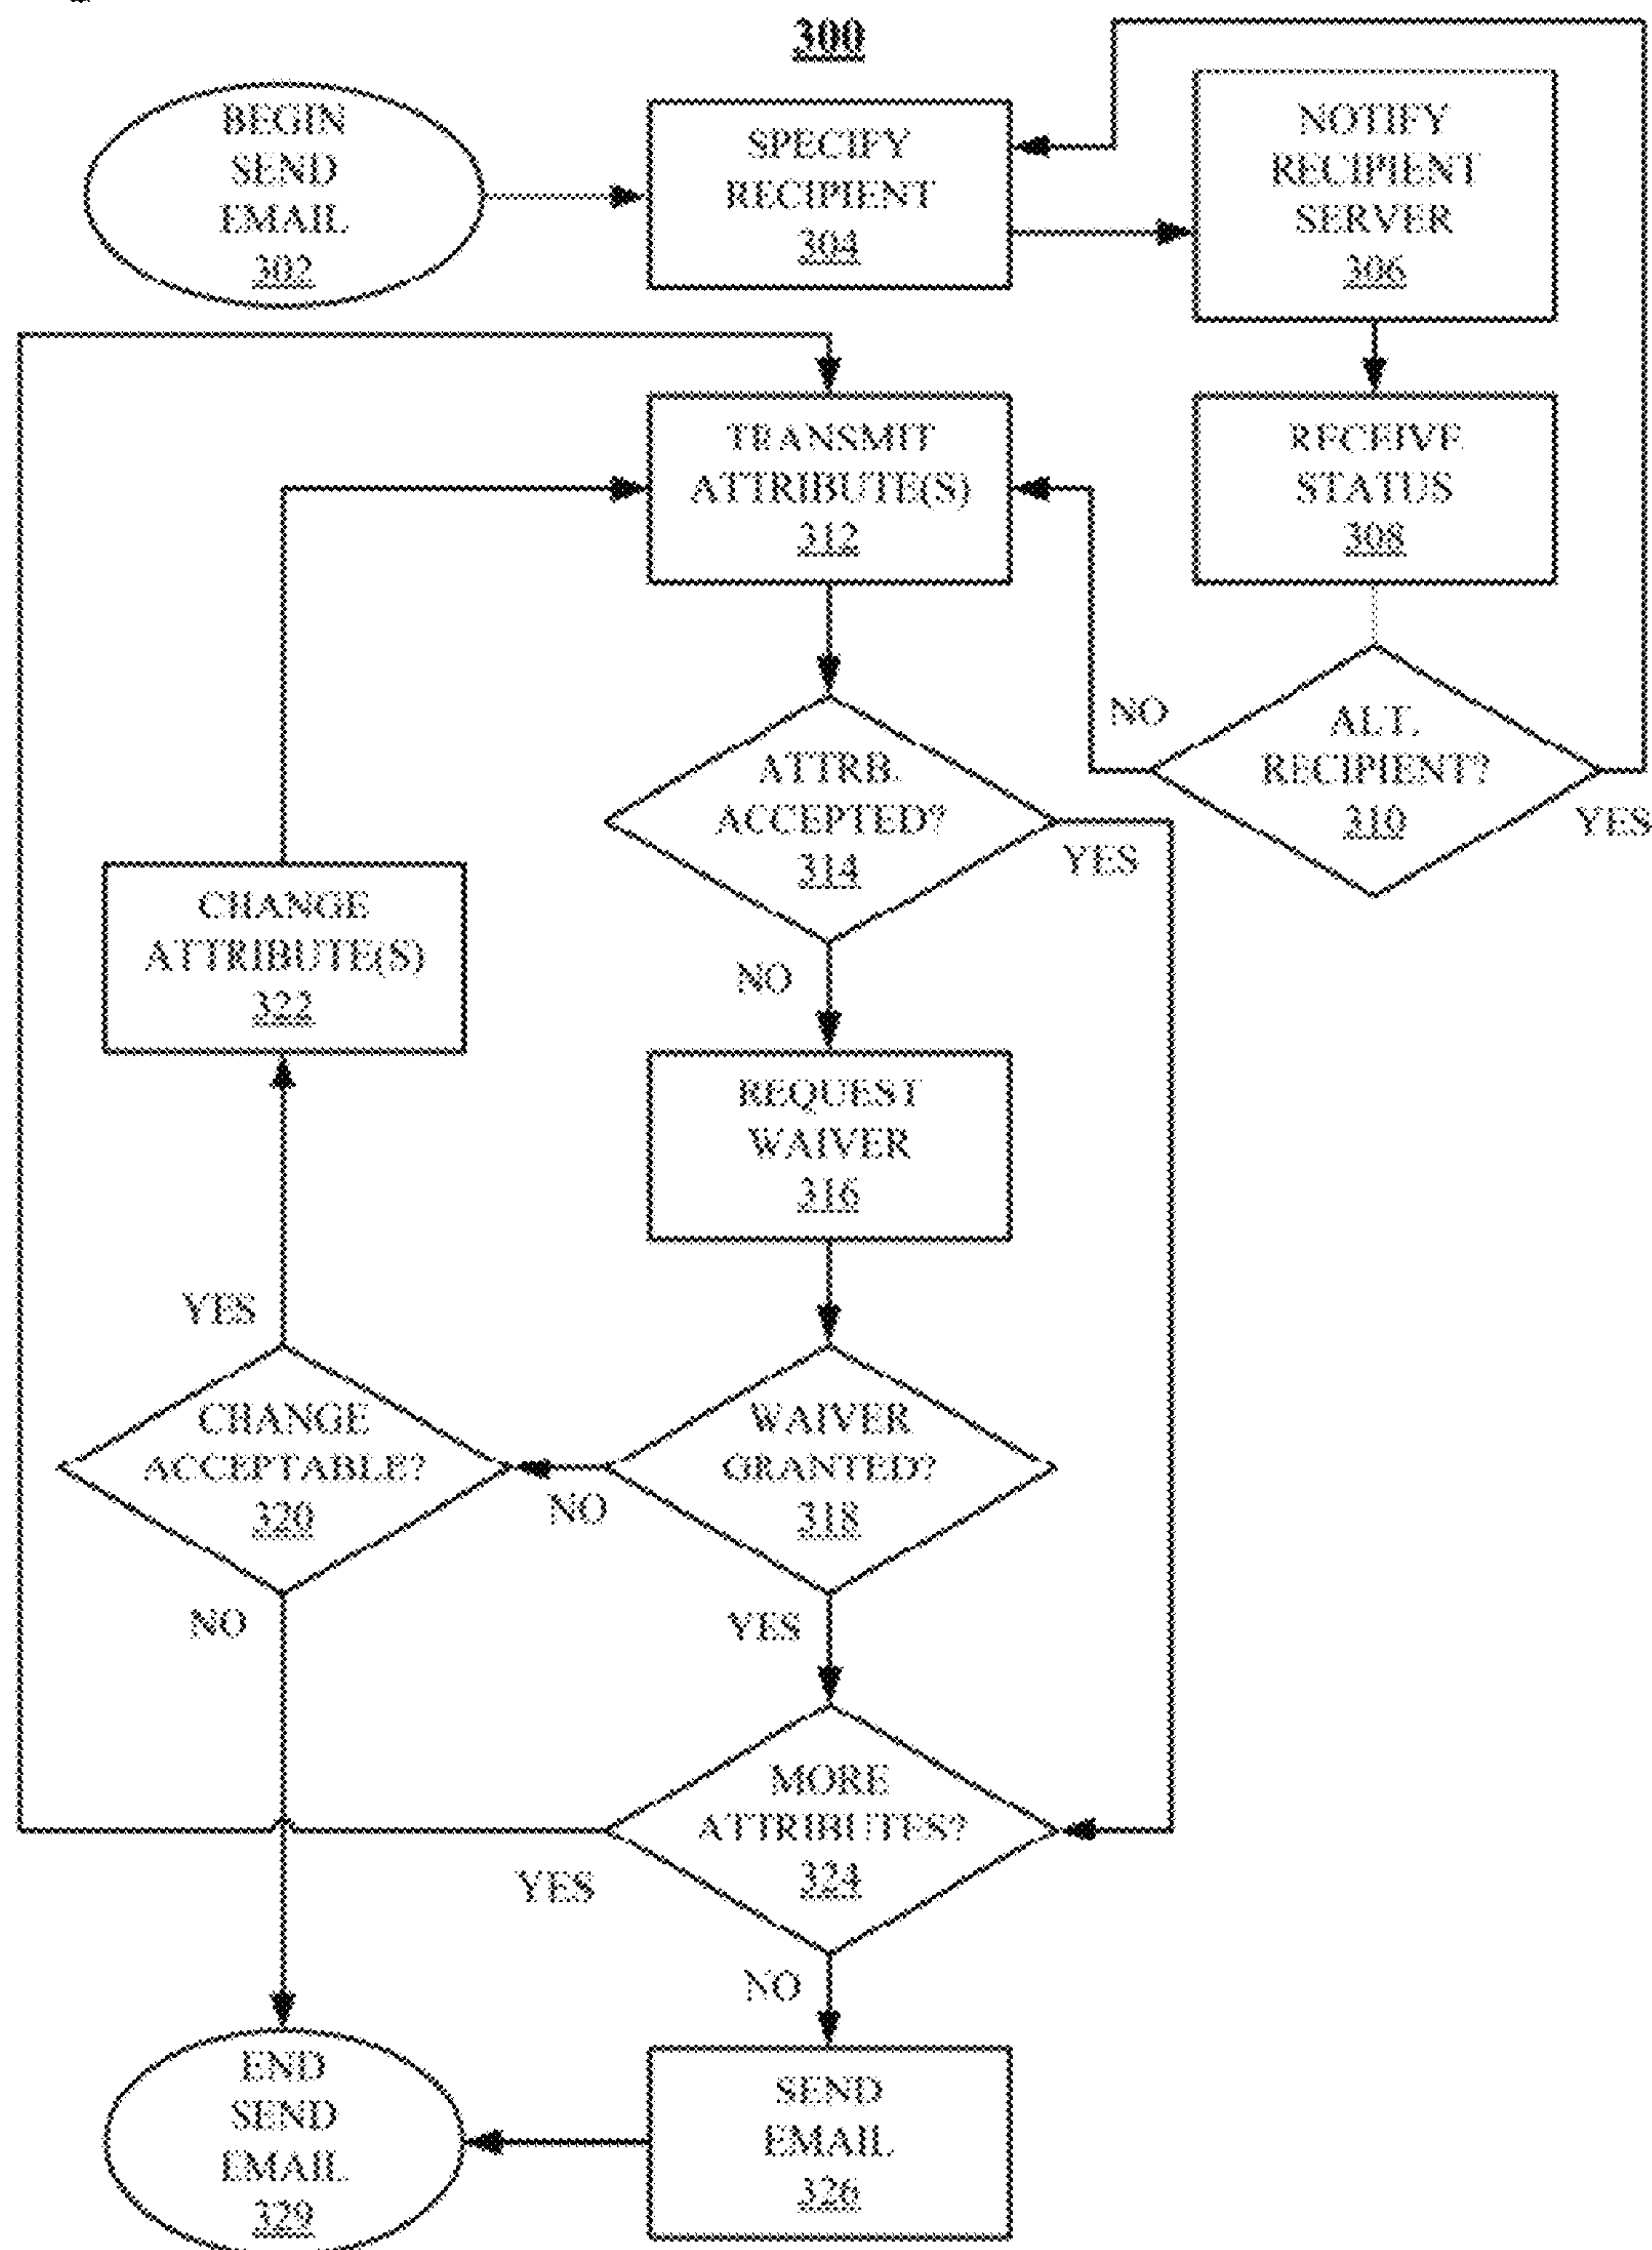 300
BEGIN
SEND
EMAIL
302
SPECIFY
RECIPIENT
304
NOTIFY
RECIPIENT
SERVER
306
TRANSMIT
ATTRIBUTE(S)
312
RECEIVE
STATUS
308
NO
ALT.
RECIPIENT?
310
YES
ATTRB.
ACCEPTED?
314
YES
CHANGE
ATTRIBUTE(S)
322
NO
REQUEST
WAIVER
316
YES
CHANGE
ACCEPTABLE?
320
NO
WAIVER
GRANTED?
318
NO
YES
MORE
ATTRIBUTES?
324
YES
NO
END
SEND
EMAIL
329
SEND
EMAIL
326